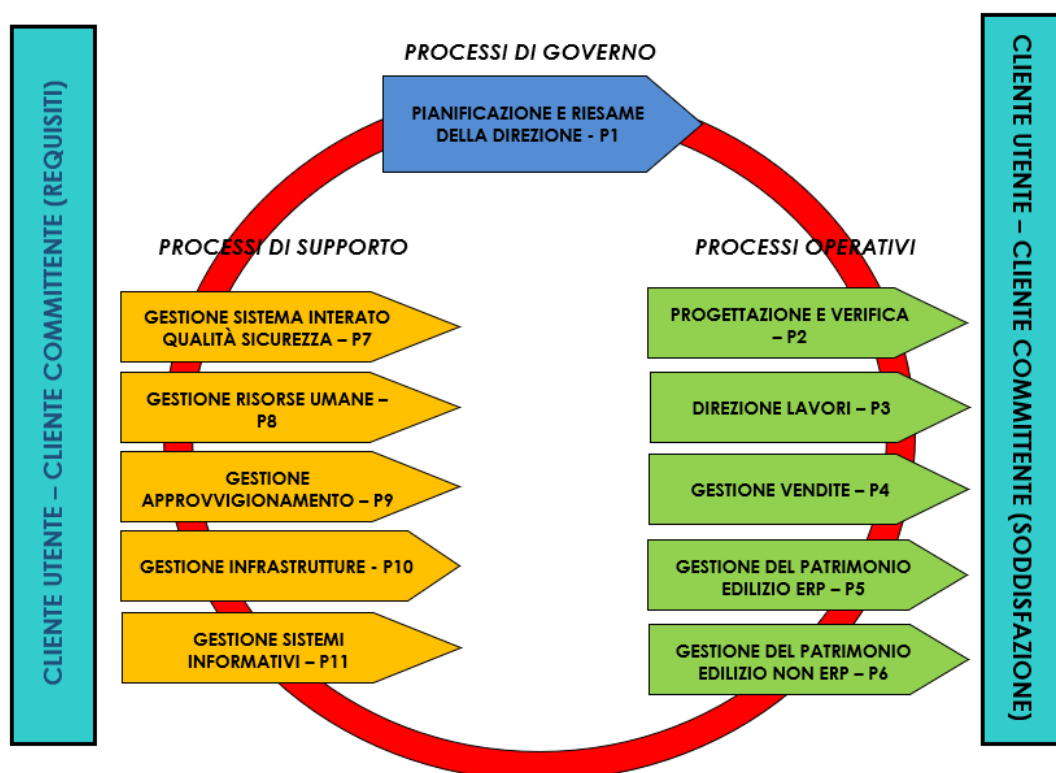 CLIENTE UTENTE – CLIENTE COMMITTENTE (REQUISITI)
PROCESSI DI GOVERNO
PIANIFICAZIONE E RIESAME
DELLA DIREZIONE - P1
PROCESSI DI SUPPORTO
GESTIONE SISTEMA INTERATO
QUALITÀ SICUREZZA – P7
GESTIONE RISORSE UMANE –
P8
GESTIONE
APPROVVIGIONAMENTO – P9
GESTIONE INFRASTRUTTURE - P10
GESTIONE SISTEMI
INFORMATIVI – P11
PROCESSI OPERATIVI
PROGETTAZIONE E VERIFICA
– P2
DIREZIONE LAVORI – P3
GESTIONE VENDITE – P4
GESTIONE DEL PATRIMONIO
EDILIZIO ERP – P5
GESTIONE DEL PATRIMONIO
EDILIZIO NON ERP – P6
CLIENTE UTENTE – CLIENTE COMMITTENTE (SODDISFAZIONE)